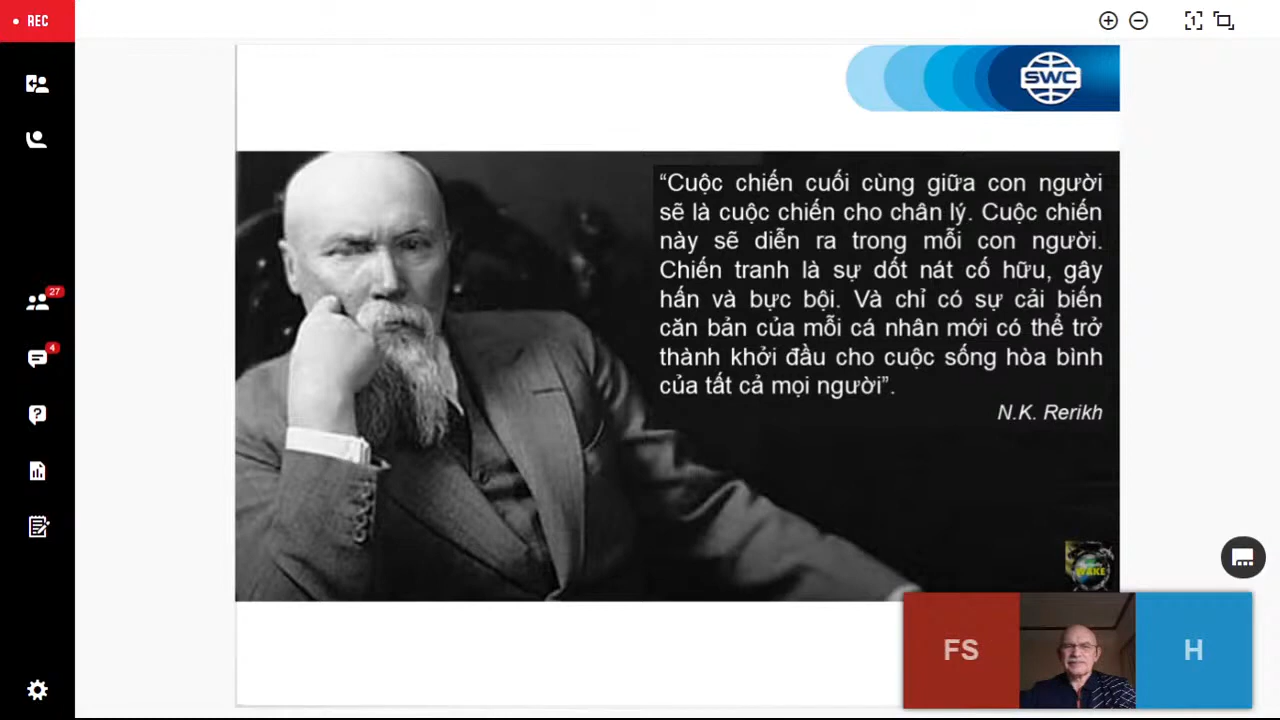 REC
SWC
“Cuộc chiến cuối cùng giữa con người
sẽ là cuộc chiến cho chân lý. Cuộc chiến
này sẽ diễn ra trong mỗi con người.
Chiến tranh là sự dốt nát cố hữu, gây
hấn và bực bội. Và chỉ có sự cải biến
căn bản của mỗi cá nhân mới có thể trở
thành khởi đầu cho cuộc sống hòa bình
của tất cả mọi người”.
N.K. Rerikh
27
4
WAKE
FS
H